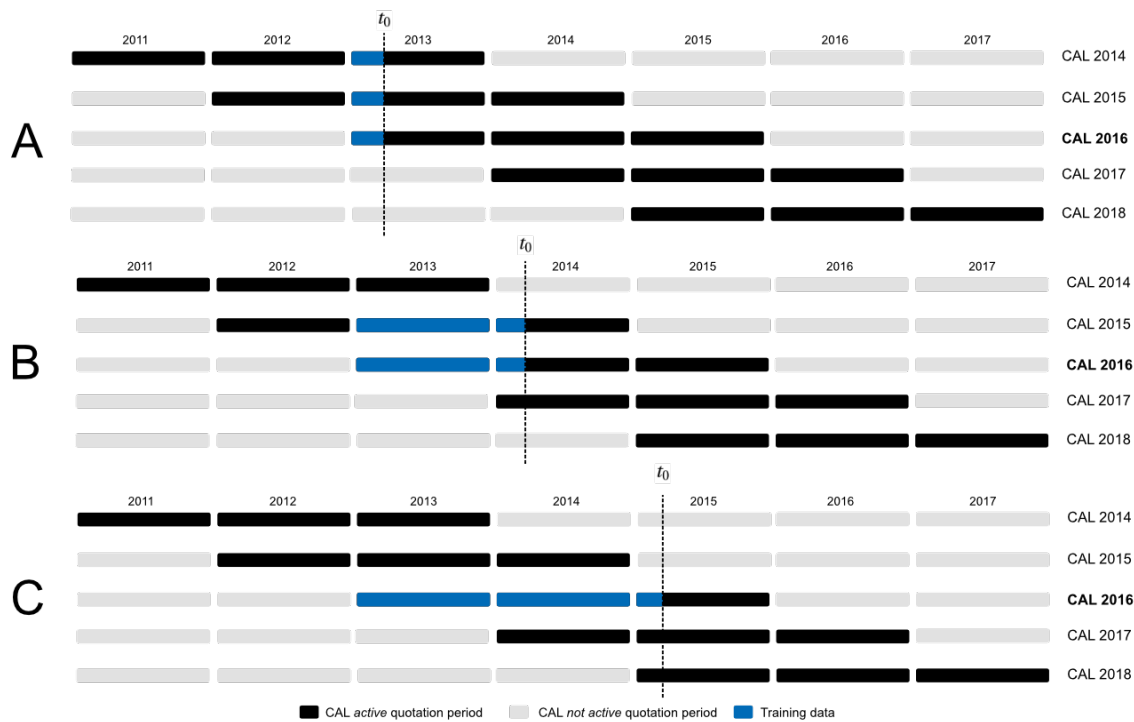 t₀
2011 2012 2013 2014 2015 2016 2017
CAL 2014
CAL 2015
A
CAL 2016
CAL 2017
CAL 2018
t₀
2011 2012 2013 2014 2015 2016 2017
CAL 2014
CAL 2015
B
CAL 2016
CAL 2017
CAL 2018
t₀
2011 2012 2013 2014 2015 2016 2017
CAL 2014
CAL 2015
C
CAL 2016
CAL 2017
CAL 2018
CAL active quotation period CAL not active quotation period Training data